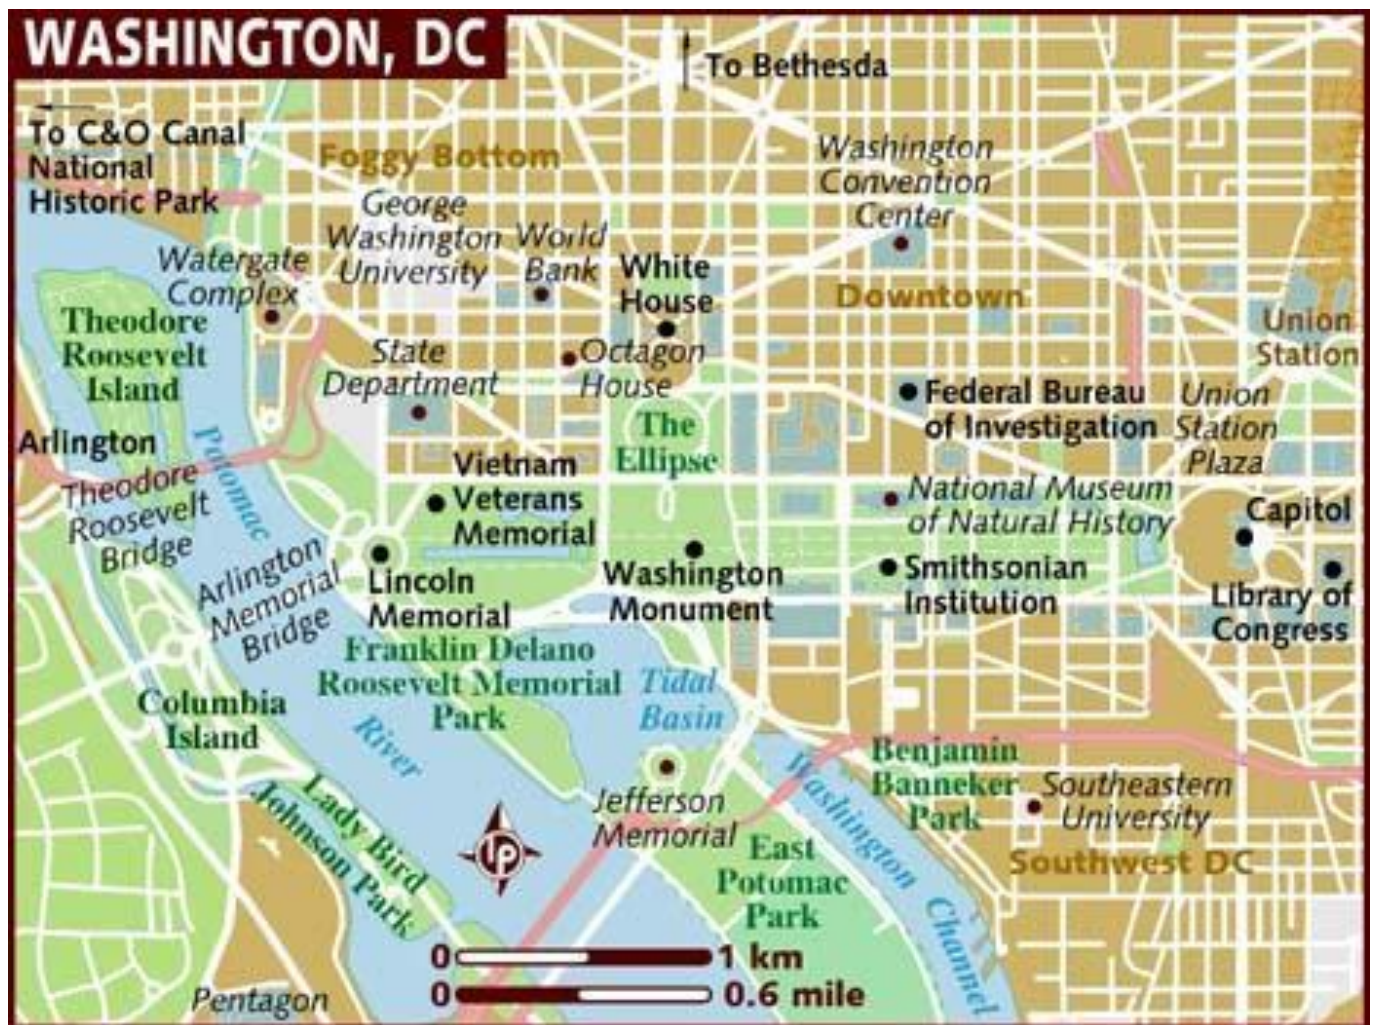 WASHINGTON, DC
To Bethesda
To C&O Canal
National
Historic Park
Foggy Bottom
George
Washington
University
World
Bank
White
House
Washington
Convention
Center
Watergate
Complex
Downtown
Theodore
Roosevelt
Island
State
Department
Octagon
House
Union
Station
The
Ellipse
Federal Bureau
of Investigation
Union
Station
Plaza
Arlington
Theodore
Roosevelt
Bridge
Potomac
Vietnam
Veterans
Memorial
National Museum
of Natural History
Capitol
Arlington
Memorial
Bridge
Lincoln
Memorial
Washington
Monument
Smithsonian
Institution
Library of
Congress
Franklin Delano
Roosevelt Memorial
Park
Tidal
Basin
Columbia
Island
River
Washington
Channel
Benjamin
Banneker
Park
Southeastern
University
Southwest DC
Lady Bird
Johnson Park
LP
Jefferson
Memorial
East
Potomac
Park
Pentagon
0 1 km
0 0.6 mile